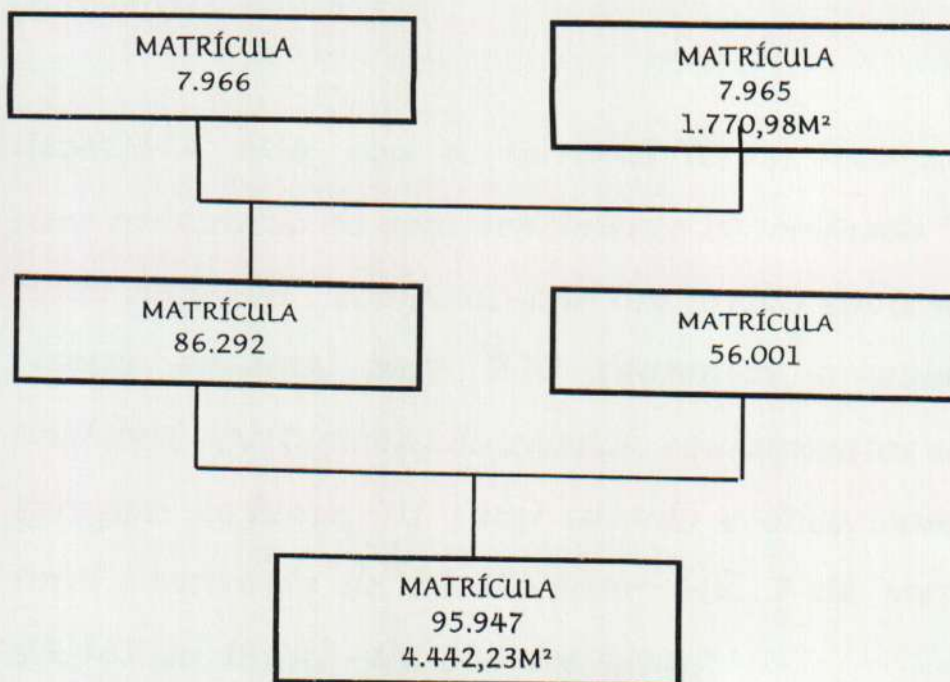 MATRÍCULA
7.966
MATRÍCULA
7.965
1.770,98M²
MATRÍCULA
86.292
MATRÍCULA
56.001
MATRÍCULA
95.947
4.442,23M²